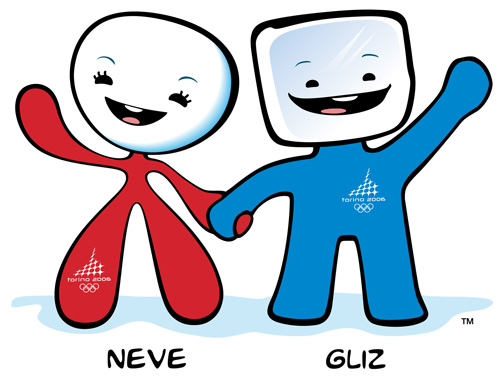 torino 2006
torino 2006
TM
NEVE GLIZ